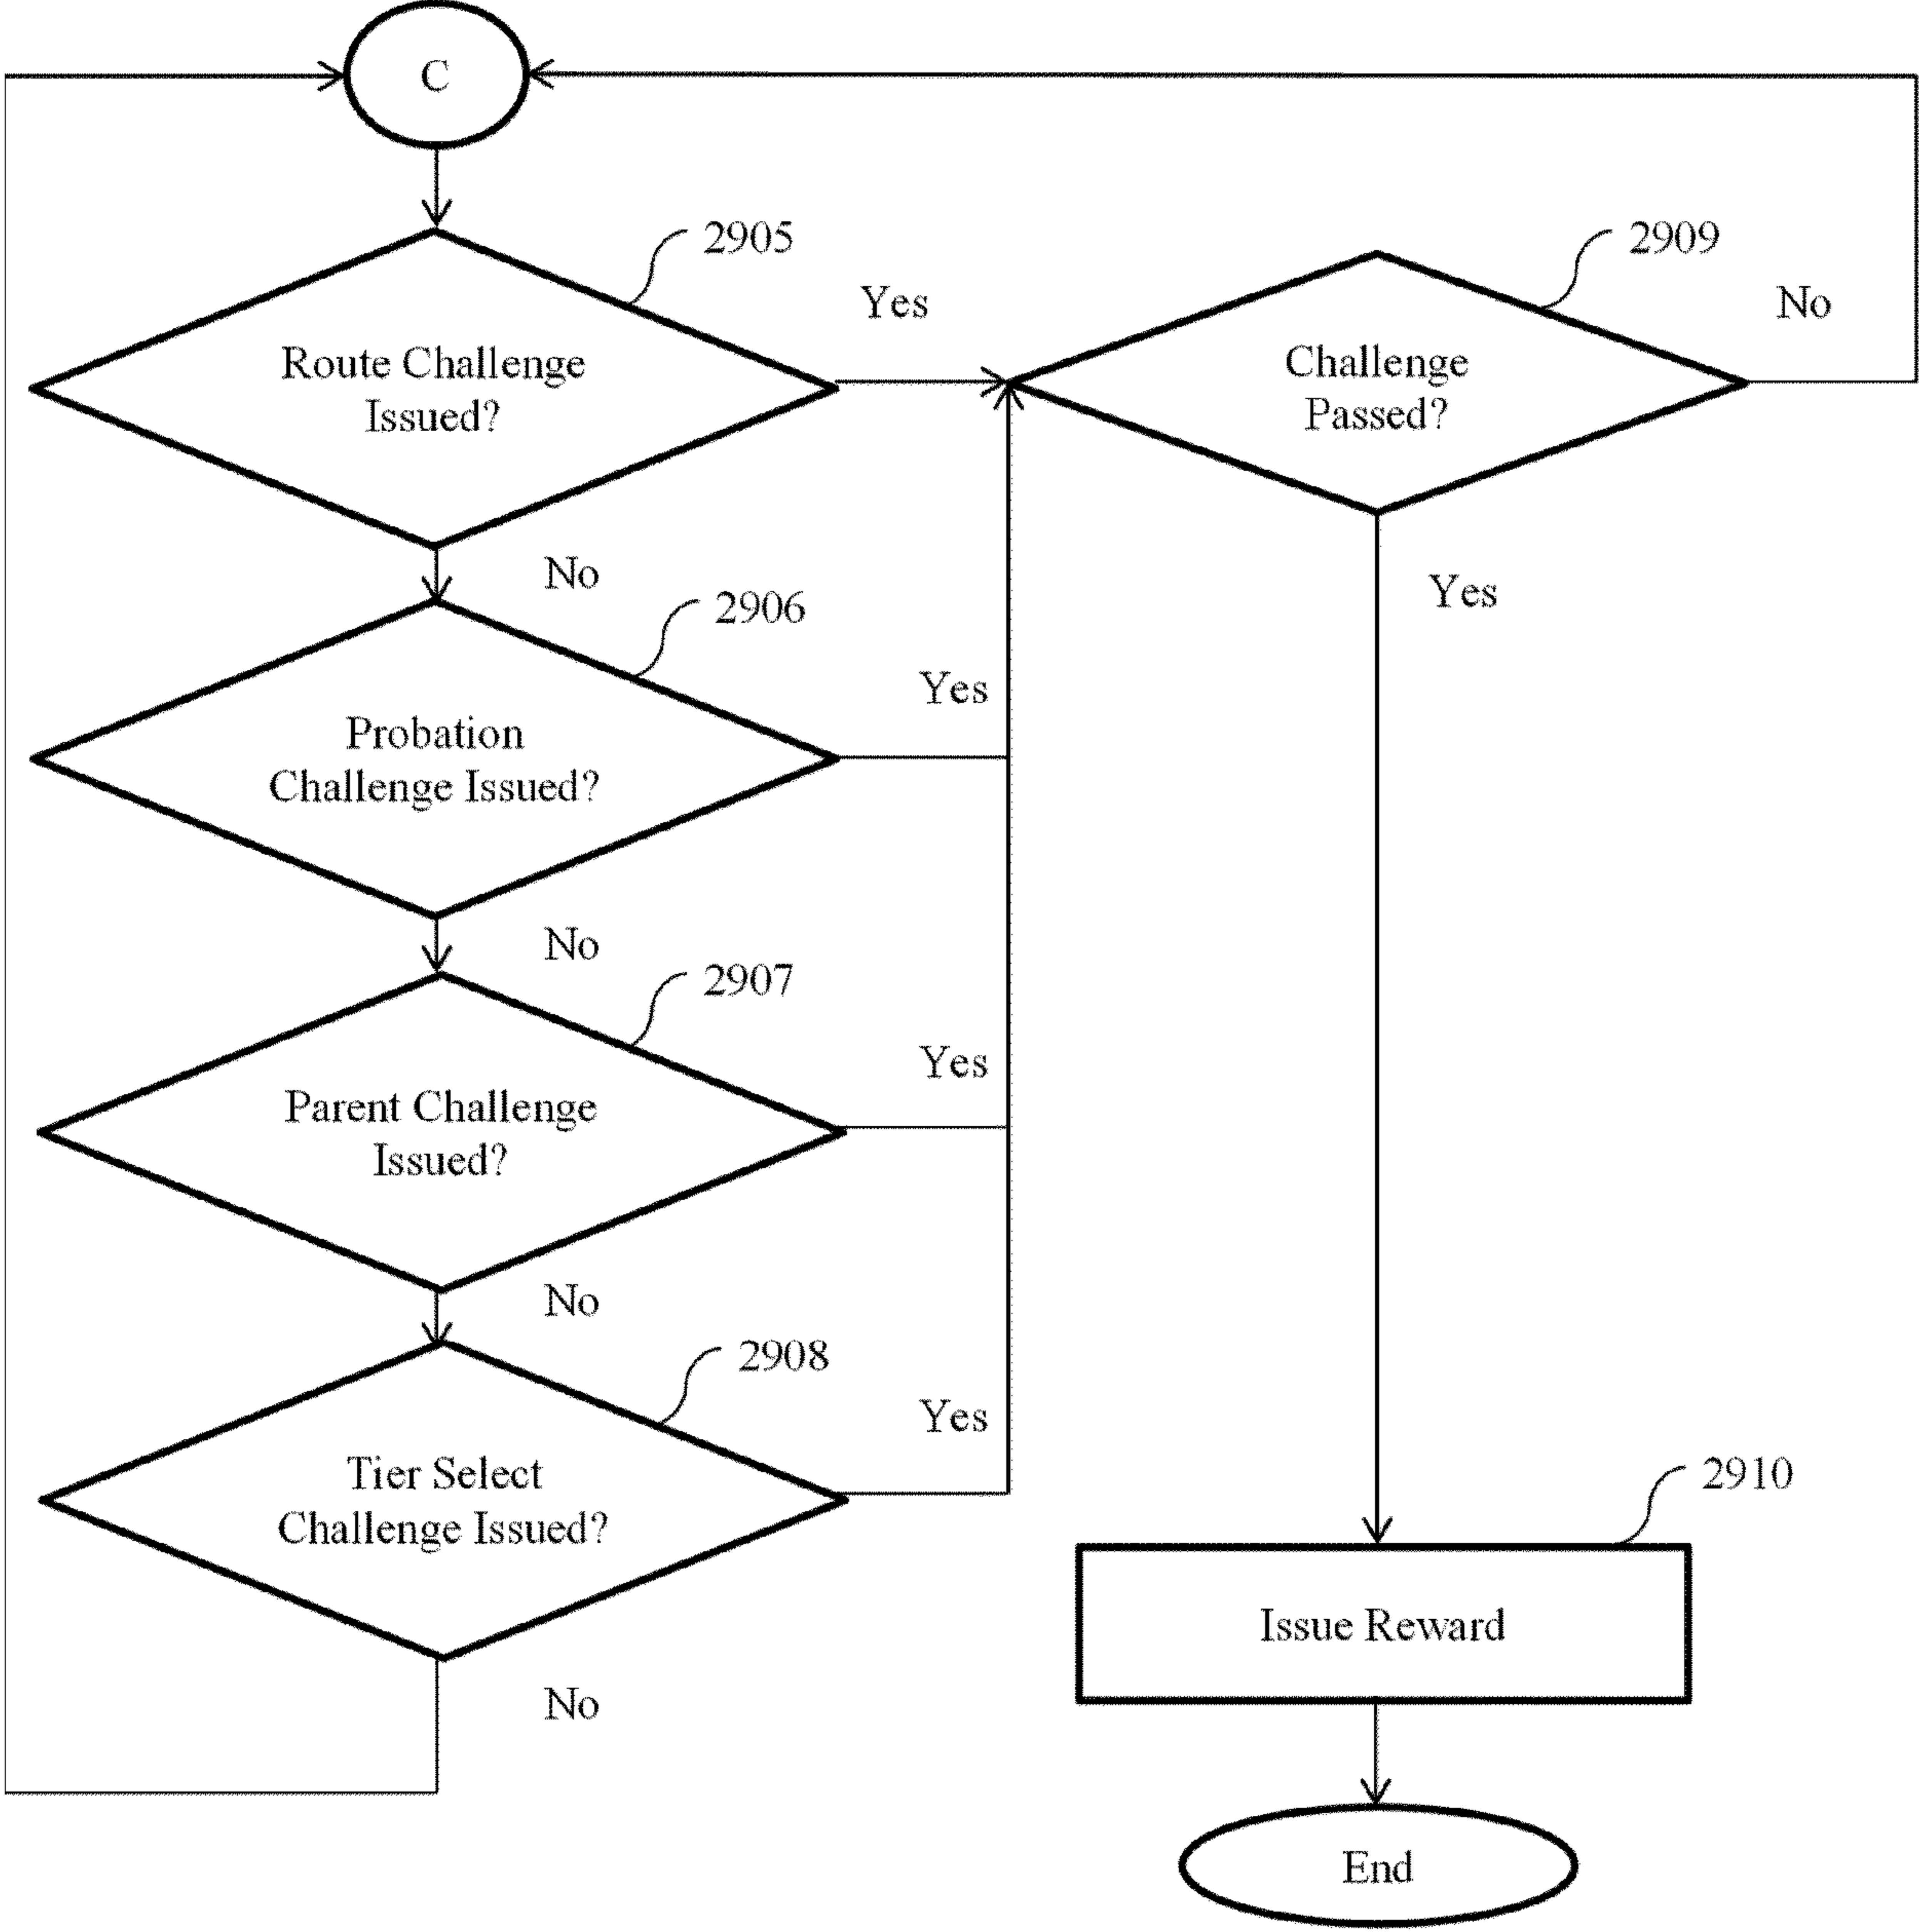 C
2905
Route Challenge
Issued?
Yes
2909
Challenge
Passed?
No
No
Yes
2906
Probation
Challenge Issued?
Yes
No
2907
Parent Challenge
Issued?
Yes
No
2908
Tier Select
Challenge Issued?
Yes
No
2910
Issue Reward
End